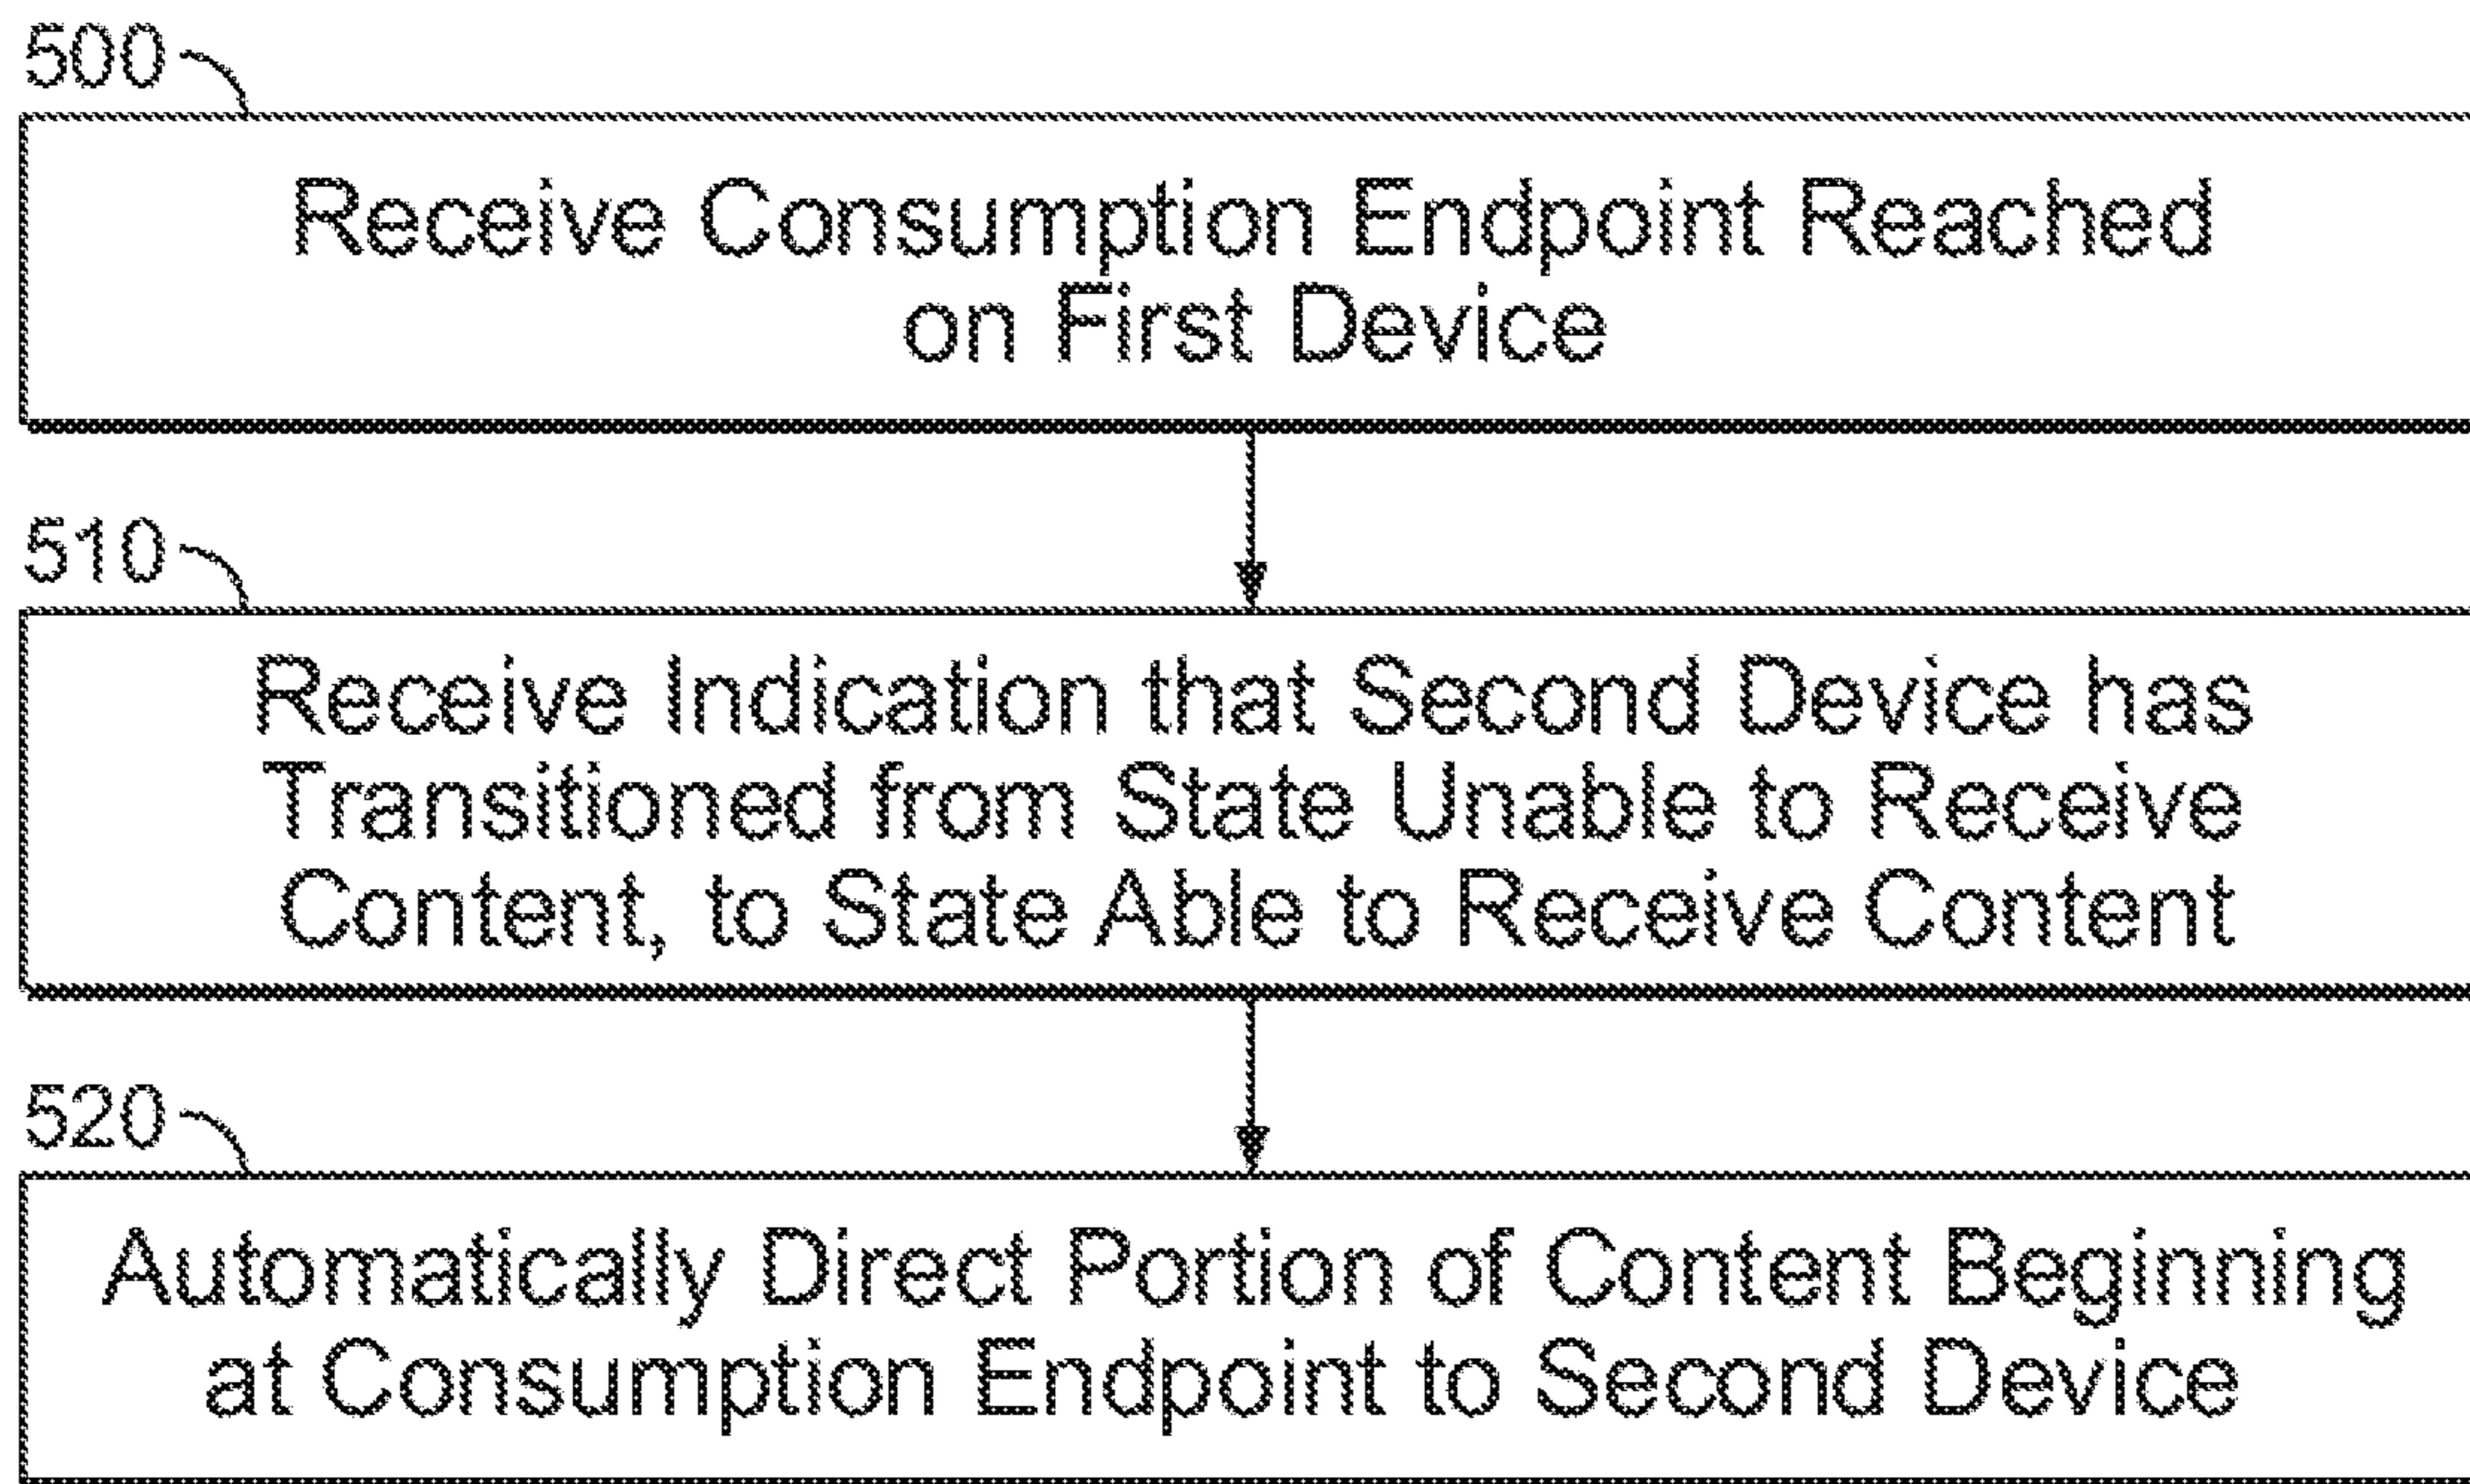 500
Receive Consumption Endpoint Reached
on First Device
510
Receive Indication that Second Device has
Transitioned from State Unable to Receive
Content, to State Able to Receive Content
520
Automatically Direct Portion of Content Beginning
at Consumption Endpoint to Second Device